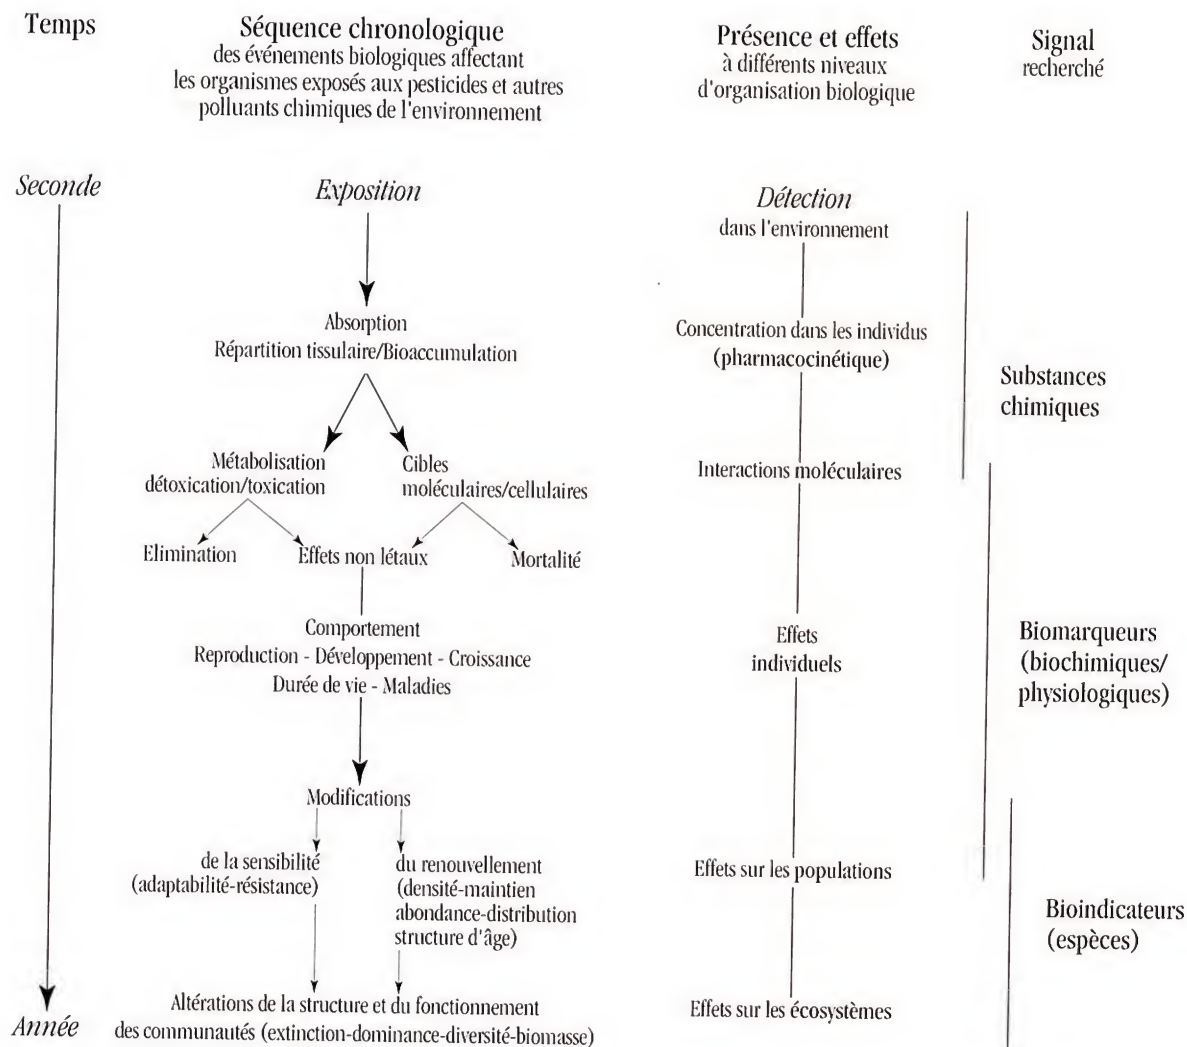 Temps
Séquence chronologique
des événements biologiques affectant
les organismes exposés aux pesticides et autres
polluants chimiques de l'environnement
Présence et effets
à différents niveaux
d'organisation biologique
Signal
recherché
Seconde
Exposition
Détection
dans l'environnement
Absorption
Répartition tissulaire/Bioaccumulation
Concentration dans les individus
(pharmacocinétique)
Substances
chimiques
Métabolisation
détoxication/toxication
Cibles
moléculaires/cellulaires
Interactions moléculaires
Elimination
Effets non létaux
Mortalité
Comportement
Reproduction - Développement - Croissance
Durée de vie - Maladies
Effets
individuels
Biomarqueurs
(biochimiques/
physiologiques)
Modifications
de la sensibilité
(adaptabilité-résistance)
du renouvellement
(densité-maintien
abondance-distribution
structure d'âge)
Effets sur les populations
Bioindicateurs
(espèces)
Année
Altérations de la structure et du fonctionnement
des communautés (extinction-dominance-diversité-biomasse)
Effets sur les écosystèmes